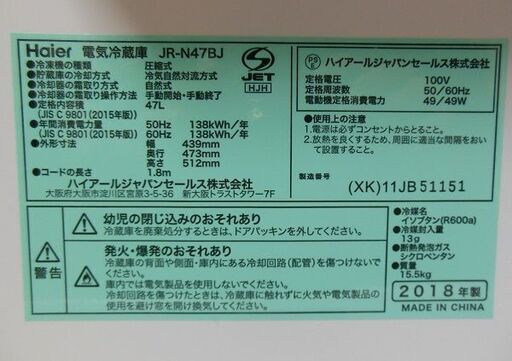 Haier 電気冷蔵庫 JR-N47BJ
●冷凍機の種類 圧縮式
●貯蔵庫の冷却方式 冷気自然対流方式
●冷却器の霜取り方式 自然式
●冷却器の霜取り操作方法 手動開始・手動終了
●定格内容積 47L
(JIS C 9801(2015年版))
●年間消費電力量 50Hz 138kWh/年
(JIS C 9801(2015年版)) 60Hz 138kWh/年
●外形寸法 幅 439mm
奥行 473mm
高さ 512mm
●コードの長さ 1.8m
ハイアールジャパンセールス株式会社
大阪府大阪市淀川区宮原3-5-36 新大阪トラストタワー7F
S
JET
HJH
PS
E
ハイアールジャパンセールス株式会社
定格電圧 100V
定格周波数 50/60Hz
電動機定格消費電力 49/49W
●使用上の注意
1.電源は必ずコンセントからとること。
2.放熱を良くするため、周囲に適当な間隔をおいて設置すること。
製造番号 (XK)11JB51151
警告
幼児の閉じ込めのおそれあり
冷蔵庫を廃棄処分するときは、ドアパッキンを外してください。
発火・爆発のおそれあり
冷蔵庫の背面や側面・庫内にある冷却回路(配管)を傷つけないでください。
庫内では電気製品を使用しないでください。
冷却回路を傷つけたときは、冷蔵庫に触れずに火気や電気製品の使用を避け窓を開け換気してください。
●冷媒名
イソブタン(R600a)
●冷媒封入量
13g
●断熱発泡ガス
シクロペンタン
●質量
15.5kg
2018年製
MADE IN CHINA